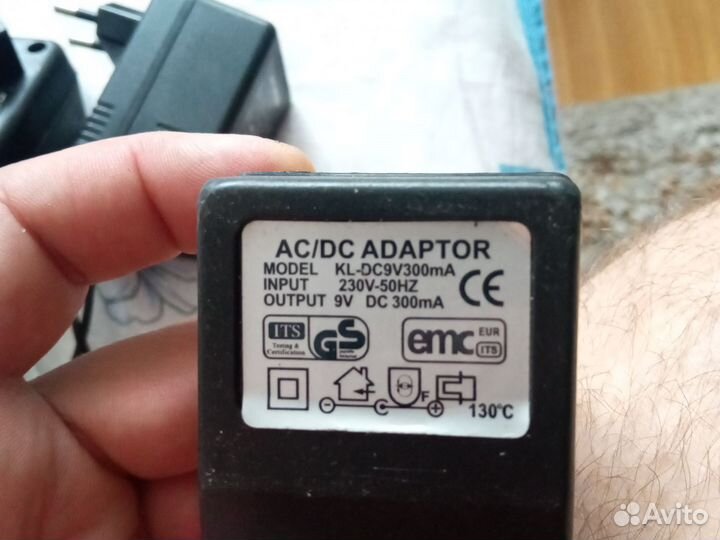 AC/DC ADAPTOR
MODEL KL-DC9V300mA
INPUT 230V-50HZ
OUTPUT 9V DC 300mA
CE
ITS
Testing &
Certification
GS
emc
EUR
ITS
F
130°C
Avito